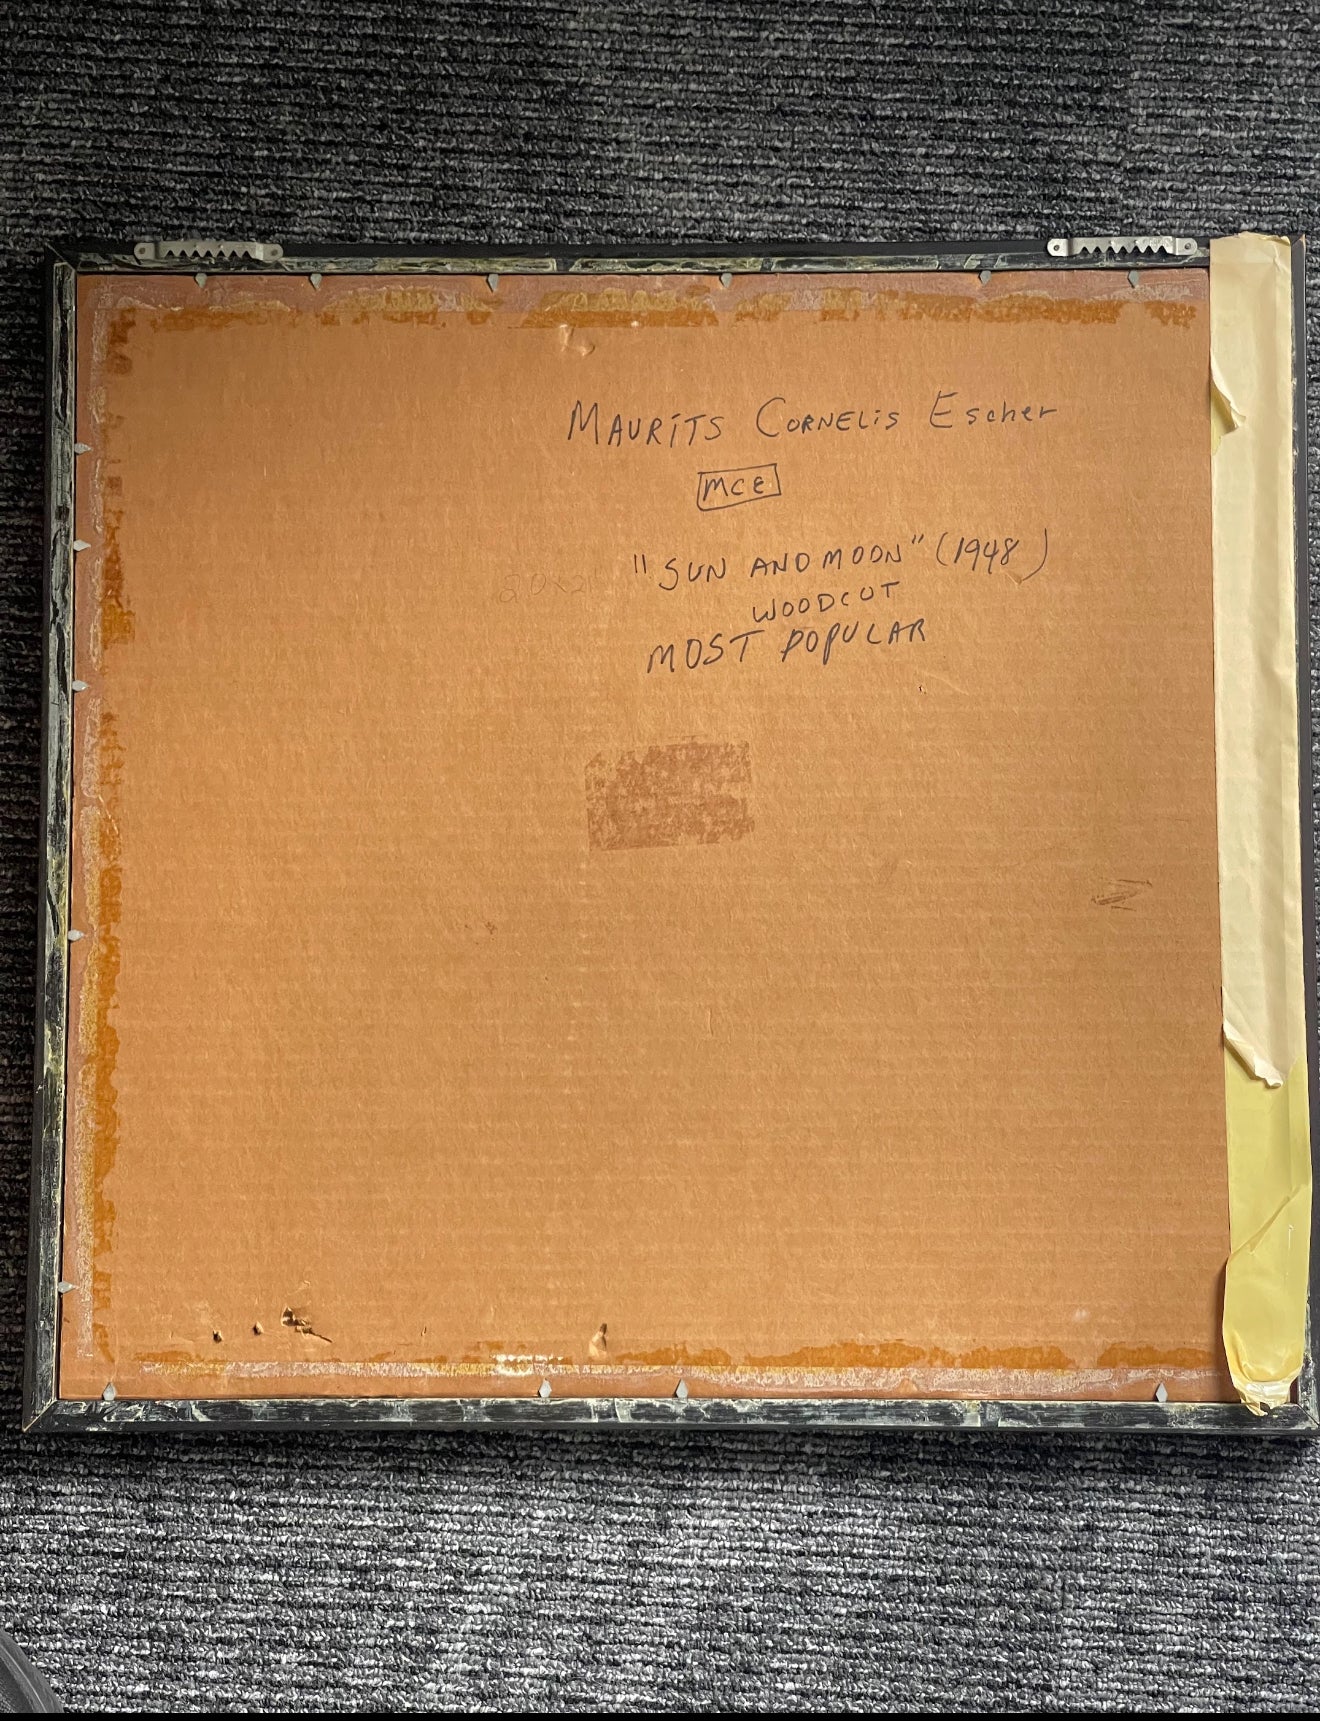 MAURiTS CORNELiS Escher
MCE
"SUN AND MOON" (1948)
WOODCUT
MOST POPULAR